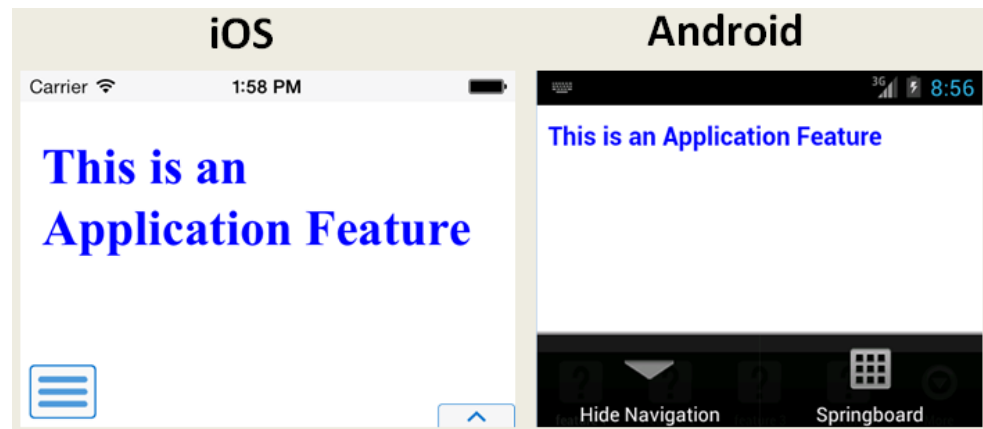 iOS
Android
Carrier
1:58 PM
3G
8:56
This is an
Application Feature
This is an Application Feature
Hide Navigation
Springboard